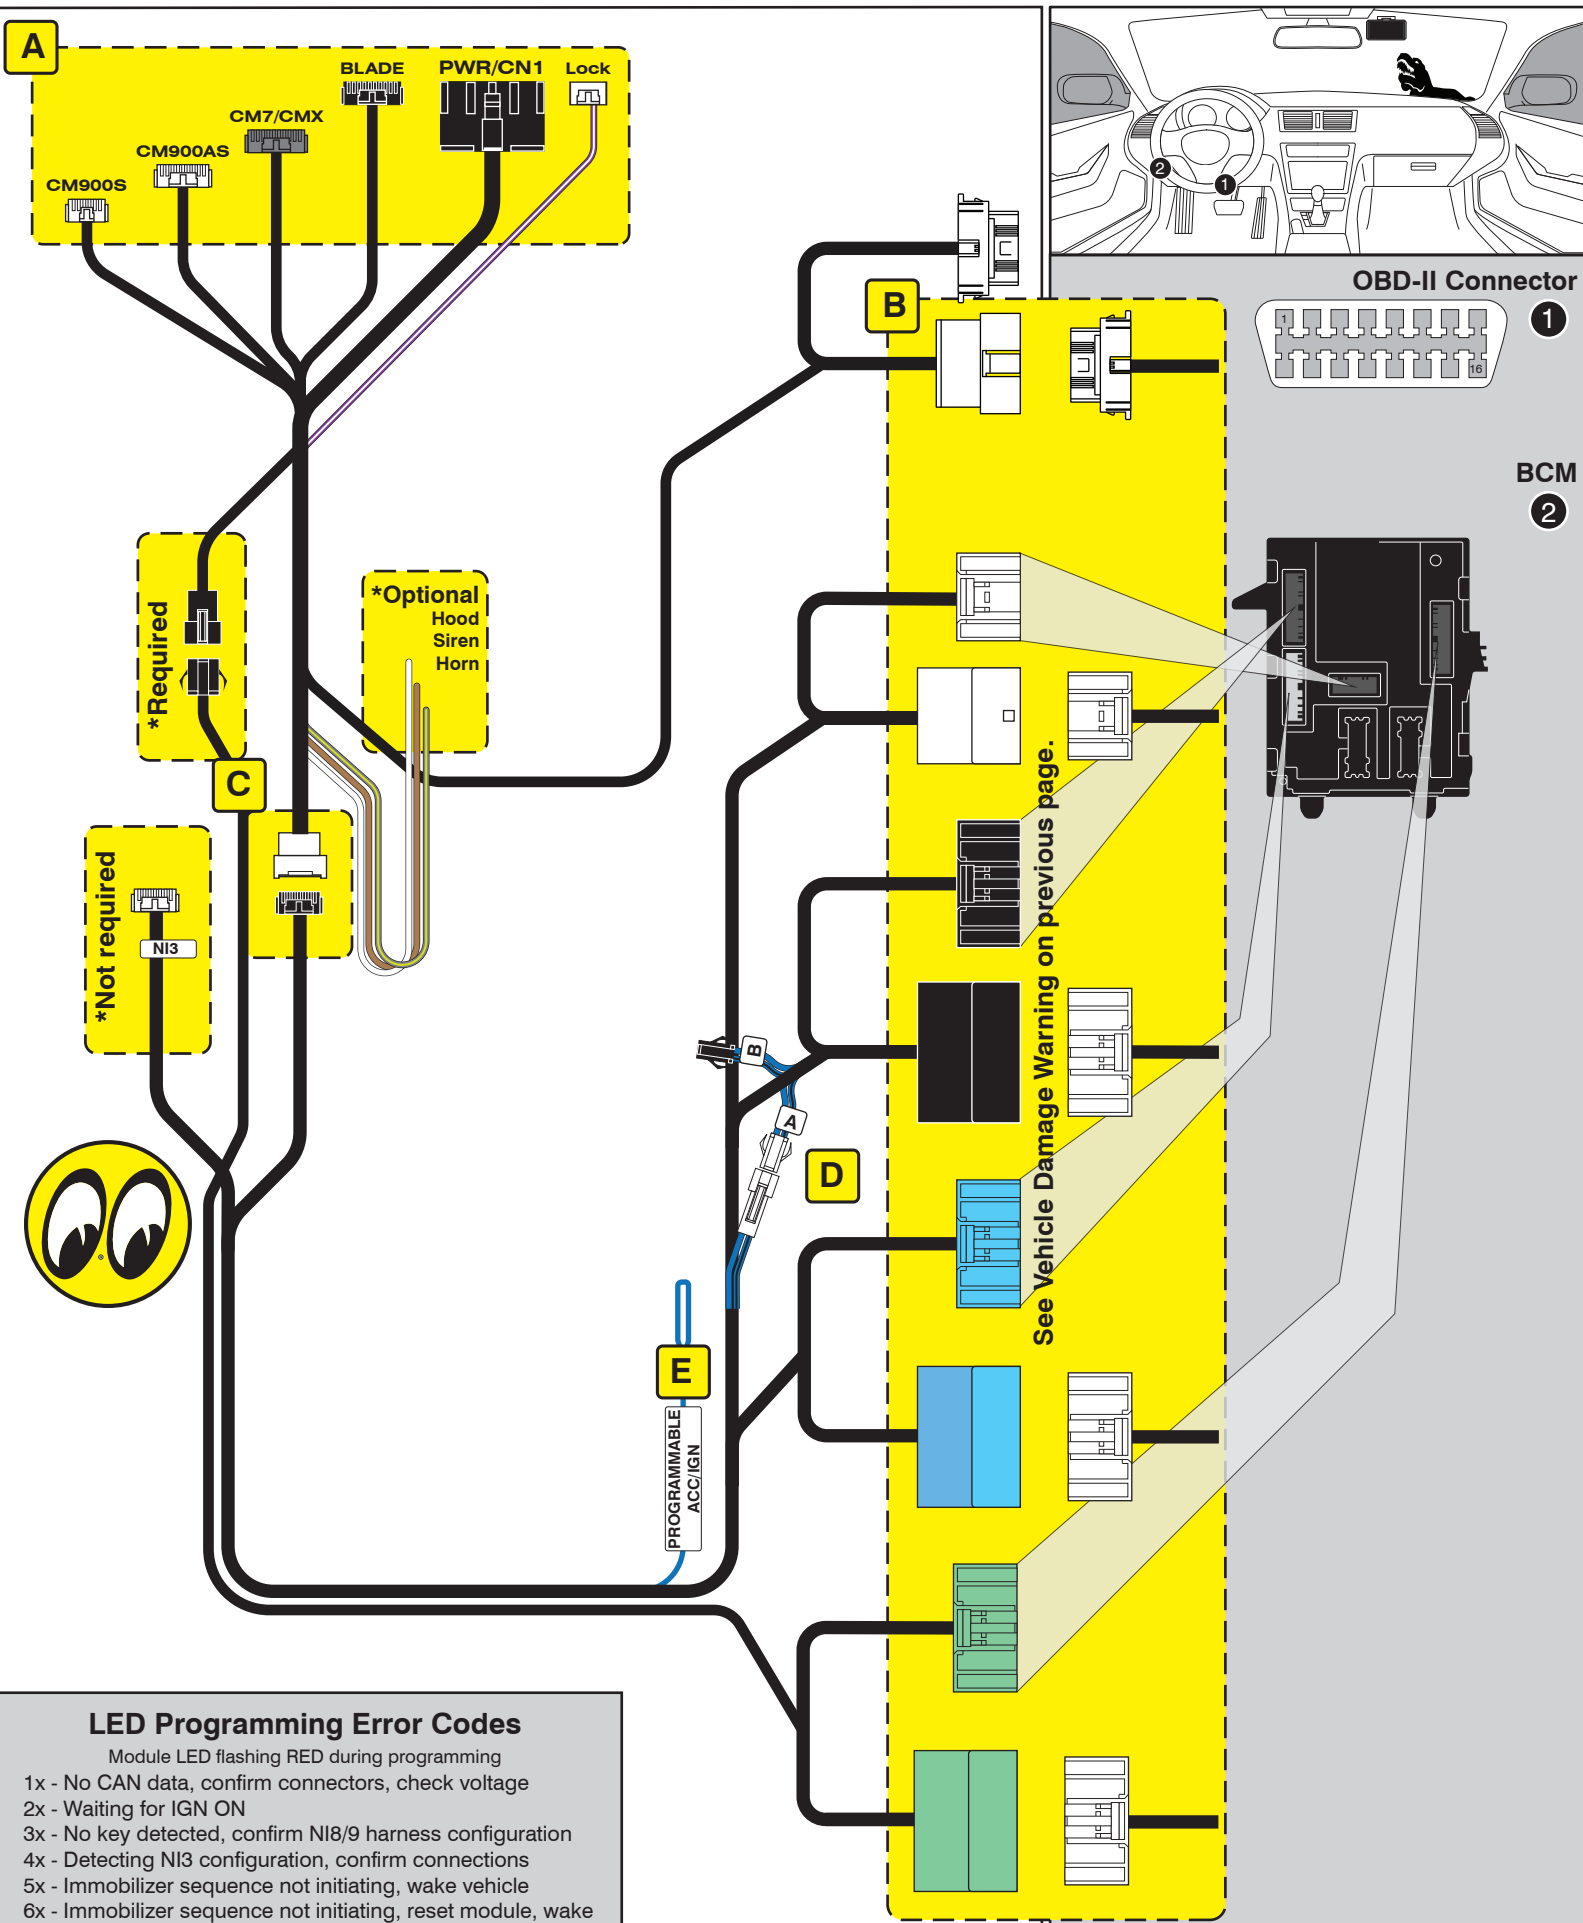 A
BLADE
PWR/CN1
Lock
CM7/CMX
CM900AS
CM900S
2
1
OBD-II Connector
1
1
16
B
BCM
2
*Required
*Optional
Hood
Siren
Horn
C
*Not required
NI3
See Vehicle Damage Warning on previous page.
B
A
D
E
PROGRAMMABLE
ACC/IGN
LED Programming Error Codes
Module LED flashing RED during programming
1x - No CAN data, confirm connectors, check voltage
2x - Waiting for IGN ON
3x - No key detected, confirm NI8/9 harness configuration
4x - Detecting NI3 configuration, confirm connections
5x - Immobilizer sequence not initiating, wake vehicle
6x - Immobilizer sequence not initiating, reset module, wake